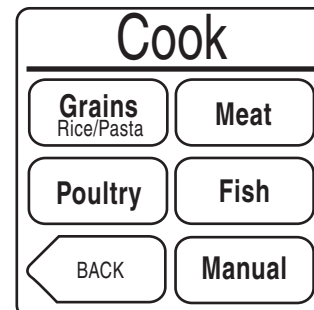 Cook
Grains
Rice/Pasta
Meat
Poultry
Fish
BACK
Manual